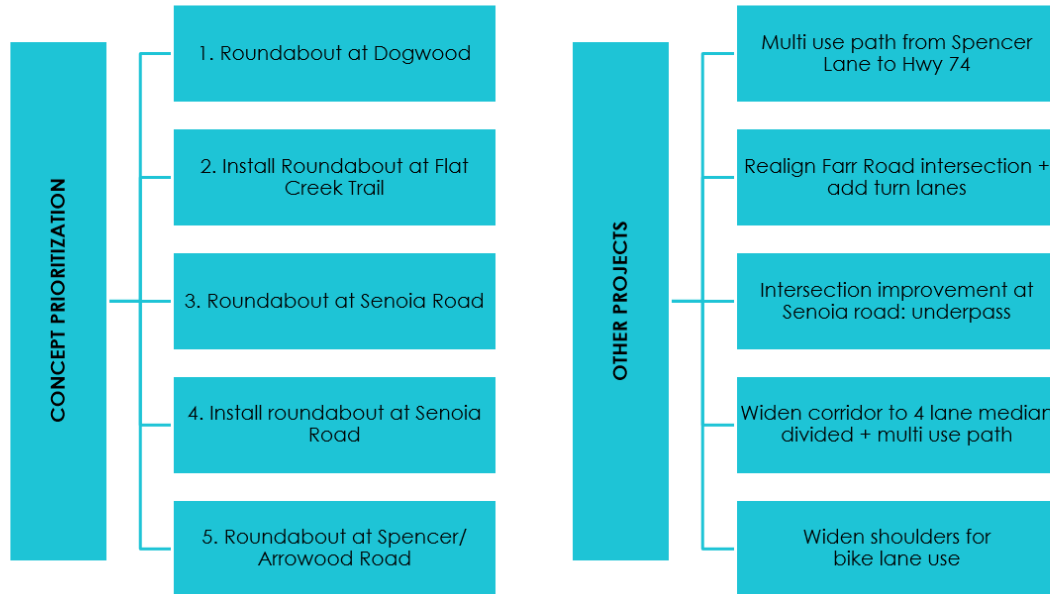 CONCEPT PRIORITIZATION
1. Roundabout at Dogwood
2. Install Roundabout at Flat
Creek Trail
3. Roundabout at Senoia Road
4. Install roundabout at Senoia
Road
5. Roundabout at Spencer/
Arrowood Road
OTHER PROJECTS
Multi use path from Spencer
Lane to Hwy 74
Realign Farr Road intersection +
add turn lanes
Intersection improvement at
Senoia road: underpass
Widen corridor to 4 lane median
divided + multi use path
Widen shoulders for
bike lane use